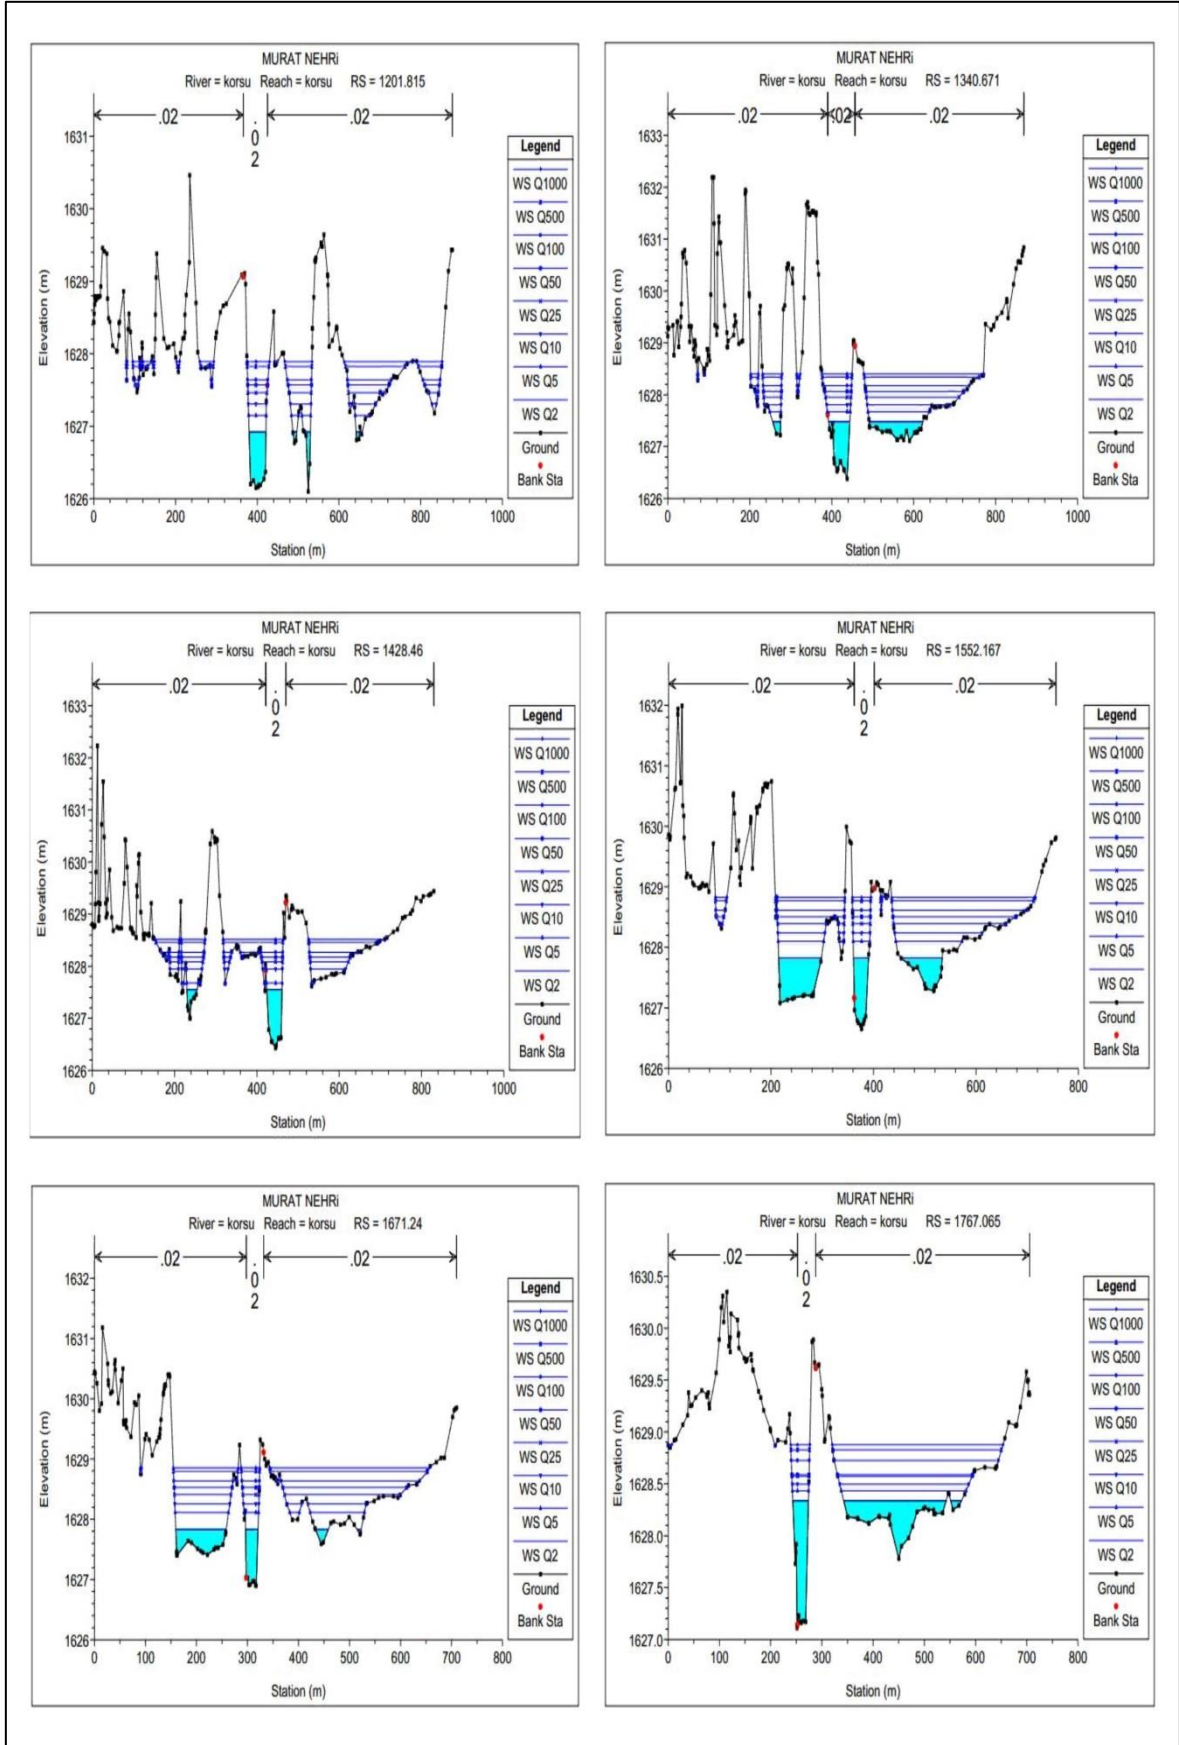 MURAT NEHRi
River = korsu Reach = korsu RS = 1201.815
.02 .02 .02
Elevation (m)
1631
1630
1629
1628
1627
1626
0 200 400 600 800 1000
Station (m)
Legend
WS Q1000
WS Q500
WS Q100
WS Q50
WS Q25
WS Q10
WS Q5
WS Q2
Ground
Bank Sta
MURAT NEHRi
River = korsu Reach = korsu RS = 1340.671
.02 .02 .02
Elevation (m)
1633
1632
1631
1630
1629
1628
1627
1626
0 200 400 600 800 1000
Station (m)
Legend
WS Q1000
WS Q500
WS Q100
WS Q50
WS Q25
WS Q10
WS Q5
WS Q2
Ground
Bank Sta
MURAT NEHRi
River = korsu Reach = korsu RS = 1428.46
.02 .02 .02
Elevation (m)
1633
1632
1631
1630
1629
1628
1627
1626
0 200 400 600 800 1000
Station (m)
Legend
WS Q1000
WS Q500
WS Q100
WS Q50
WS Q25
WS Q10
WS Q5
WS Q2
Ground
Bank Sta
MURAT NEHRi
River = korsu Reach = korsu RS = 1552.167
.02 .02 .02
Elevation (m)
1632
1631
1630
1629
1628
1627
1626
0 200 400 600 800
Station (m)
Legend
WS Q1000
WS Q500
WS Q100
WS Q50
WS Q25
WS Q10
WS Q5
WS Q2
Ground
Bank Sta
MURAT NEHRi
River = korsu Reach = korsu RS = 1671.24
.02 .02 .02
Elevation (m)
1632
1631
1630
1629
1628
1627
1626
0 100 200 300 400 500 600 700 800
Station (m)
Legend
WS Q1000
WS Q500
WS Q100
WS Q50
WS Q25
WS Q10
WS Q5
WS Q2
Ground
Bank Sta
MURAT NEHRi
River = korsu Reach = korsu RS = 1767.065
.02 .02 .02
Elevation (m)
1630.5
1630.0
1629.5
1629.0
1628.5
1628.0
1627.5
1627.0
0 100 200 300 400 500 600 700 800
Station (m)
Legend
WS Q1000
WS Q500
WS Q100
WS Q50
WS Q25
WS Q10
WS Q5
WS Q2
Ground
Bank Sta